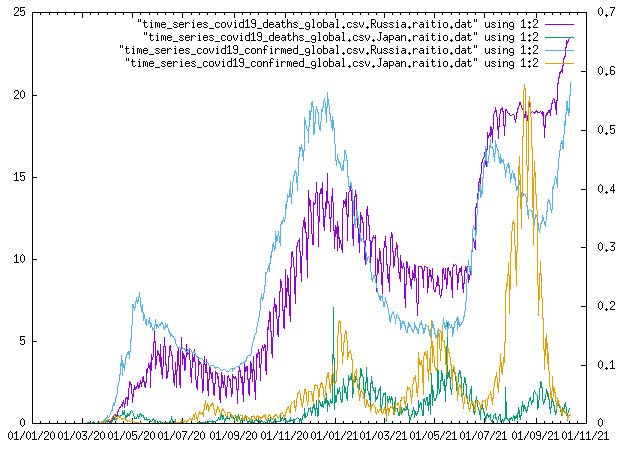 25
0.7
"time_series_covid19_deaths_global.csv.Russia.raitio.dat" using 1:2
"time_series_covid19_deaths_global.csv.Japan.raitio.dat" using 1:2
"time_series_covid19_confirmed_global.csv.Russia.raitio.dat" using 1:2
"time_series_covid19_confirmed_global.csv.Japan.raitio.dat" using 1:2
0.6
20
0.5
0.4
15
0.3
10
0.2
5
0.1
0
0
01/01/20 01/03/20 01/05/20 01/07/20 01/09/20 01/11/20 01/01/21 01/03/21 01/05/21 01/07/21 01/09/21 01/11/21